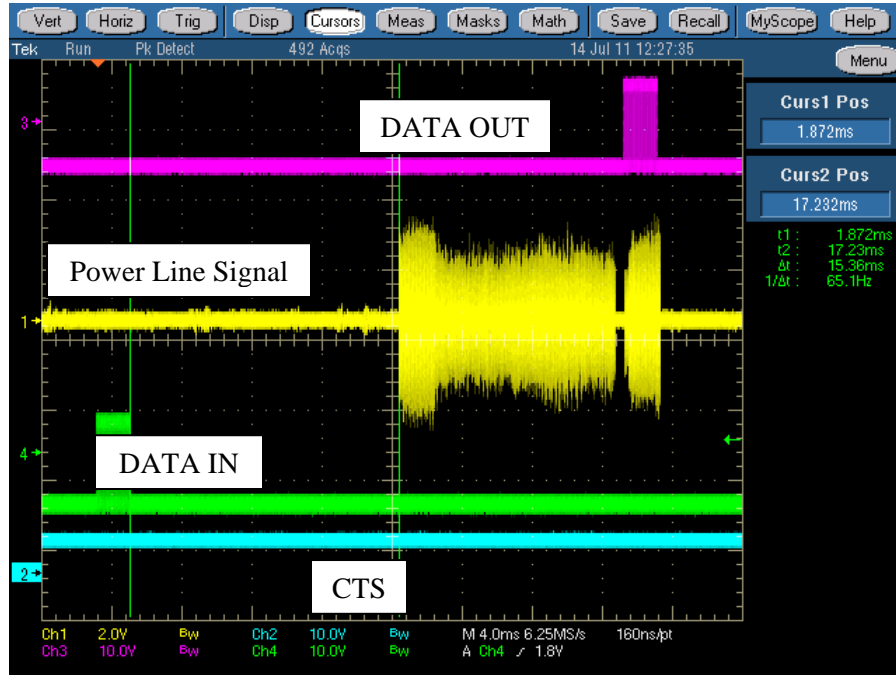 Vert Horiz Trig Disp Cursors Meas Masks Math Save Recall MyScope Help
Tek Run Pk Detect 492 Acqs 14 Jul 11 12:27:35
Menu
Curs1 Pos
1.872ms
Curs2 Pos
17.232ms
t1 : 1.872ms
t2 : 17.23ms
Δt : 15.36ms
1/Δt : 65.1Hz
3
DATA OUT
Power Line Signal
1
4
DATA IN
2
CTS
Ch1 2.0V BW Ch2 10.0V BW M 4.0ms 6.25MS/s 160ns/pt
Ch3 10.0V BW Ch4 10.0V BW A Ch4 1.8V